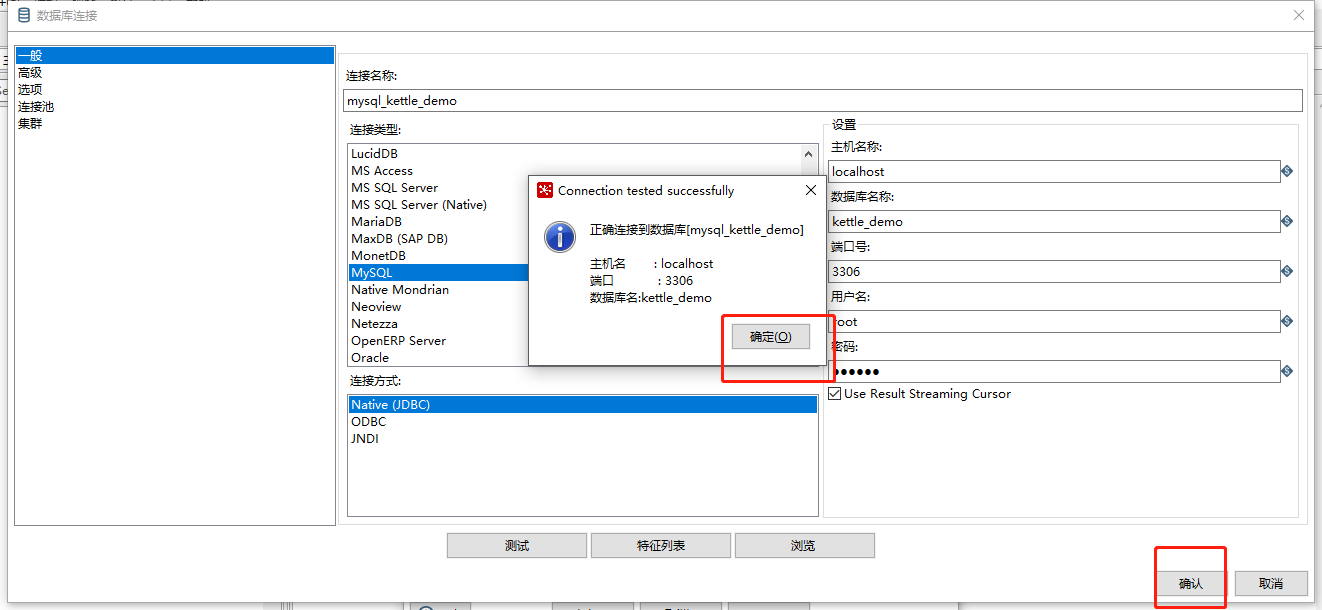 数据库连接
一般
高级
选项
连接池
集群
连接名称:
mysql_kettle_demo
连接类型:
LucidDB
MS Access
MS SQL Server
MS SQL Server (Native)
MariaDB
MaxDB (SAP DB)
MonetDB
MySQL
Native Mondrian
Neoview
Netezza
OpenERP Server
Oracle
连接方式:
Native (JDBC)
ODBC
JNDI
设置
主机名称:
localhost
数据库名称:
kettle_demo
端口号:
3306
用户名:
root
密码:
●●●●●●
Use Result Streaming Cursor
Connection tested successfully
正确连接到数据库[mysql_kettle_demo]
主机名 : localhost
端口 : 3306
数据库名:kettle_demo
确定(O)
测试
特征列表
浏览
确认
取消